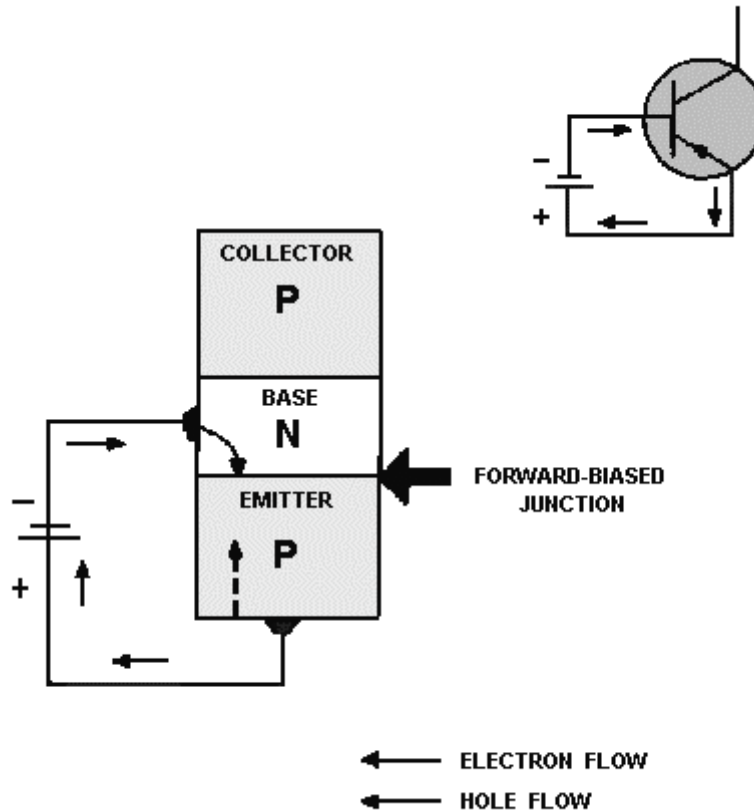 -
+
COLLECTOR
P
BASE
N
EMITTER
P
-
+
FORWARD-BIASED
JUNCTION
ELECTRON FLOW
HOLE FLOW